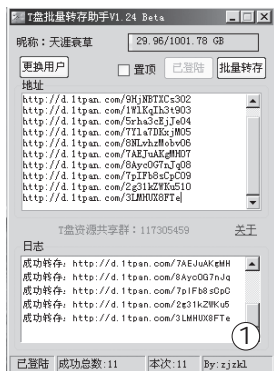 T盘批量转存助手V1.24 Beta
昵称：天涯衰草
29.96/1001.78 GB
更换用户
置顶
已登陆
批量转存
地址
http://d.1tpan.com/9HjNBTXCs302
http://d.1tpan.com/1WlKqIh3t903
http://d.1tpan.com/5rha3cEjJe04
http://d.1tpan.com/7Yla7DKxjM05
http://d.1tpan.com/8NLvhzMobv06
http://d.1tpan.com/7AEJuAKgMH07
http://d.1tpan.com/8AycOG7nJq08
http://d.1tpan.com/7pIFb8sCpC09
http://d.1tpan.com/2g31kZWKu510
http://d.1tpan.com/3LMHUX8FTe
T盘资源共享群：117305459
关于
日志
成功转存：http://d.1tpan.com/7AEJuAKgMH
成功转存：http://d.1tpan.com/8AycOG7nJq
成功转存：http://d.1tpan.com/7pIFb8sCpC
成功转存：http://d.1tpan.com/2g31kZWKu5
成功转存：http://d.1tpan.com/3LMHUX8FTe
1
已登陆
成功总数:11
本次:11
By:zjzkl